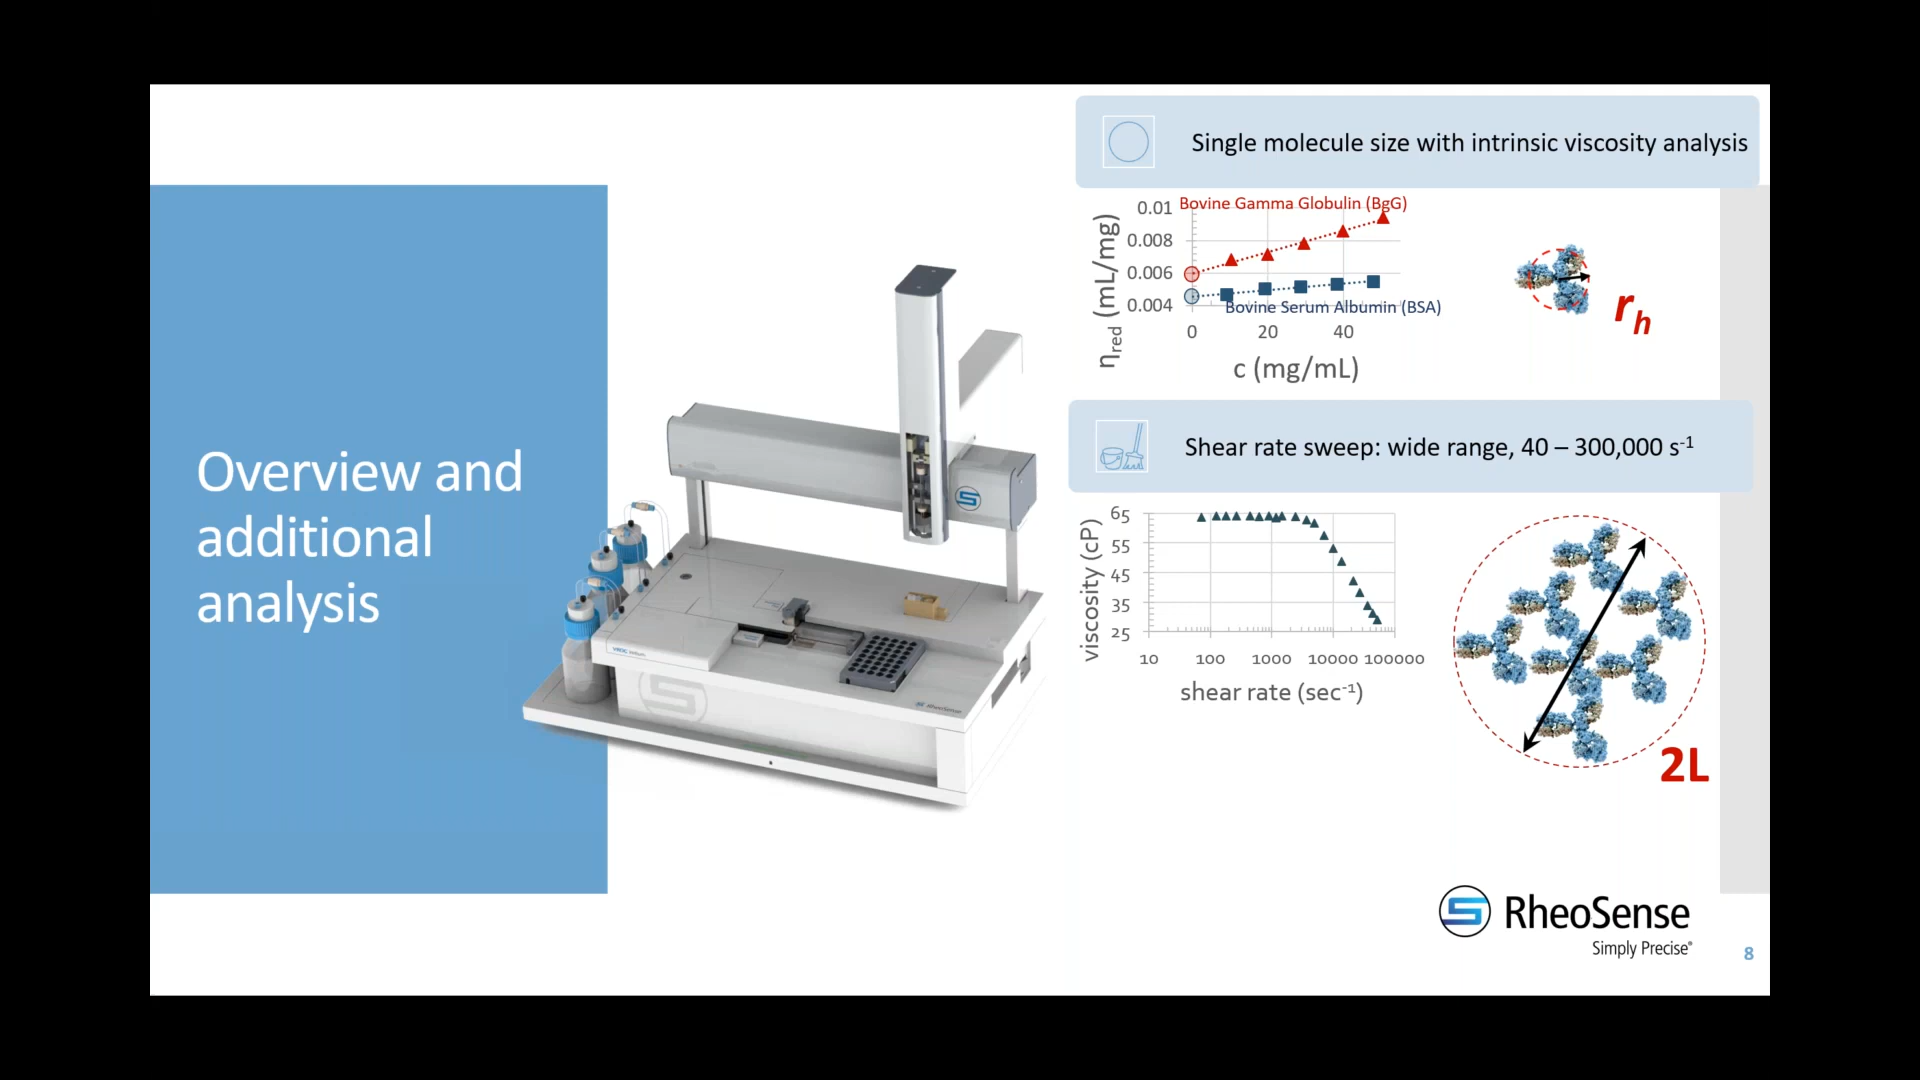 Overview and
additional
analysis
Single molecule size with intrinsic viscosity analysis
Bovine Gamma Globulin (BgG)
0.01
0.008
0.006
0.004
ηred (mL/mg)
Bovine Serum Albumin (BSA)
0 20 40
c (mg/mL)
rh
Shear rate sweep: wide range, 40 – 300,000 s-1
65
55
45
35
25
viscosity (cP)
10 100 1000 10000 100000
shear rate (sec-1)
2L
RheoSense
RheoSense
Simply Precise®
8